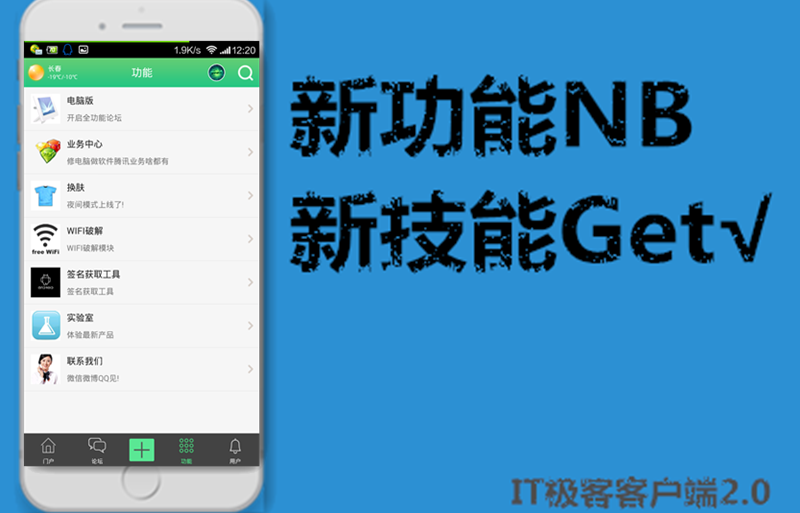 1.9K/s 12:20
长春
-19℃/-10℃
功能
电脑版
开启全功能论坛
业务中心
修电脑做软件腾讯业务啥都有
换肤
夜间模式上线了!
WIFI破解
WIFI破解模块
free WiFi
签名获取工具
签名获取工具
ANDROID
实验室
体验最新产品
联系我们
微信微博QQ见!
门户 论坛 功能 用户
新功能NB
新技能Get√
IT极客客户端2.0